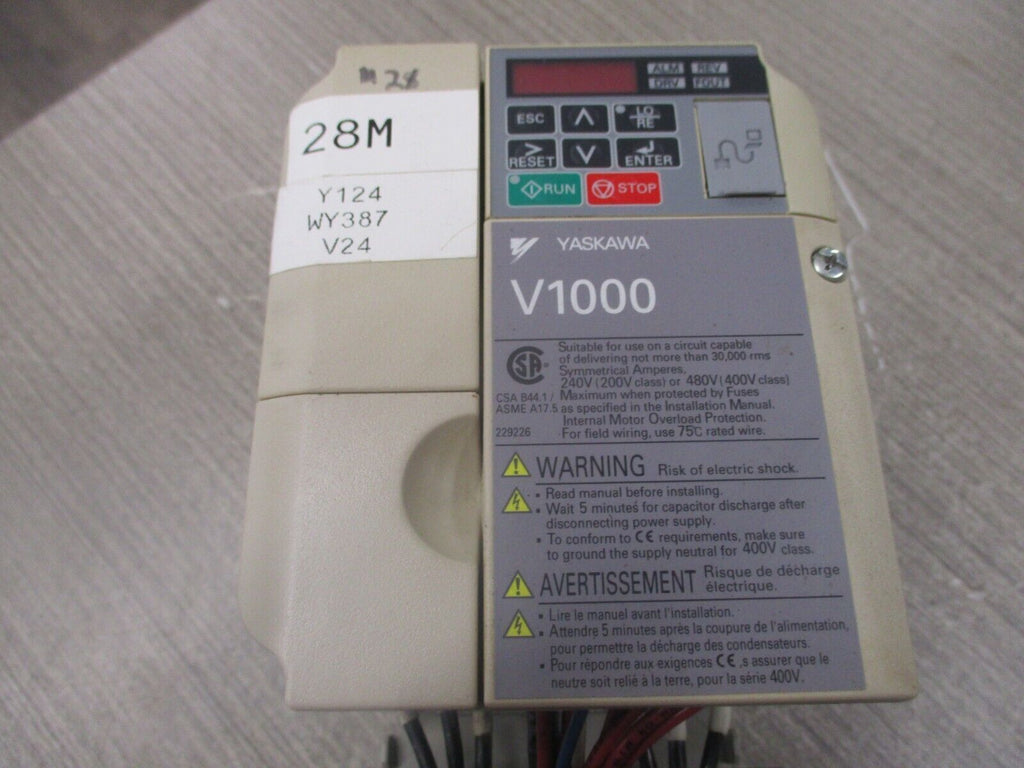 M 28
28M
Y124
WY387
V24
ALM REV
DRV FOUT
ESC
LO
RE
>
RESET
ENTER
RUN
STOP
YASKAWA
V1000
CSA B44.1 /
ASME A17.5
229226
Suitable for use on a circuit capable
of delivering not more than 30,000 rms
Symmetrical Amperes,
240V (200V class) or 480V (400V class)
Maximum when protected by Fuses
as specified in the Installation Manual.
Internal Motor Overload Protection.
For field wiring, use 75℃ rated wire.
WARNING Risk of electric shock.
• Read manual before installing.
• Wait 5 minutes for capacitor discharge after
disconnecting power supply.
• To conform to CE requirements, make sure
to ground the supply neutral for 400V class.
AVERTISSEMENT Risque de décharge
électrique.
• Lire le manuel avant l'installation.
• Attendre 5 minutes après la coupure de l'alimentation,
pour permettre la décharge des condensateurs.
• Pour répondre aux exigences CE ,s assurer que le
neutre soit relié à la terre, pour la série 400V.